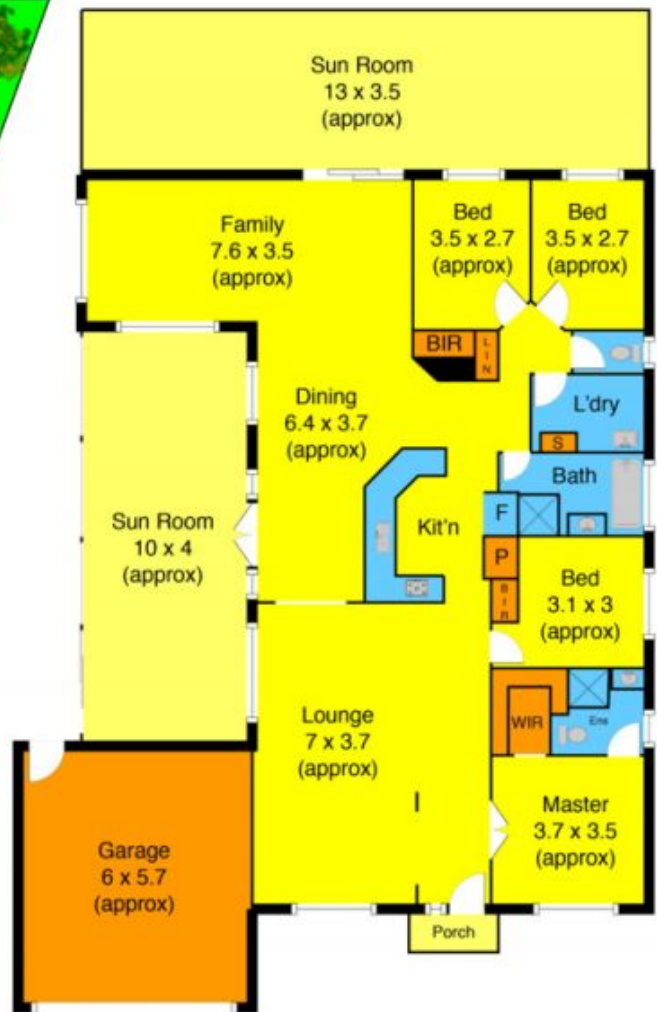 Sun Room
13 x 3.5
(approx)
Family
7.6 x 3.5
(approx)
Bed
3.5 x 2.7
(approx)
Bed
3.5 x 2.7
(approx)
BIR
LIN
Dining
6.4 x 3.7
(approx)
L'dry
S
Bath
Sun Room
10 x 4
(approx)
Kit'n
F
P
BIR
Bed
3.1 x 3
(approx)
Lounge
7 x 3.7
(approx)
WIR
Ens
Master
3.7 x 3.5
(approx)
Garage
6 x 5.7
(approx)
Porch